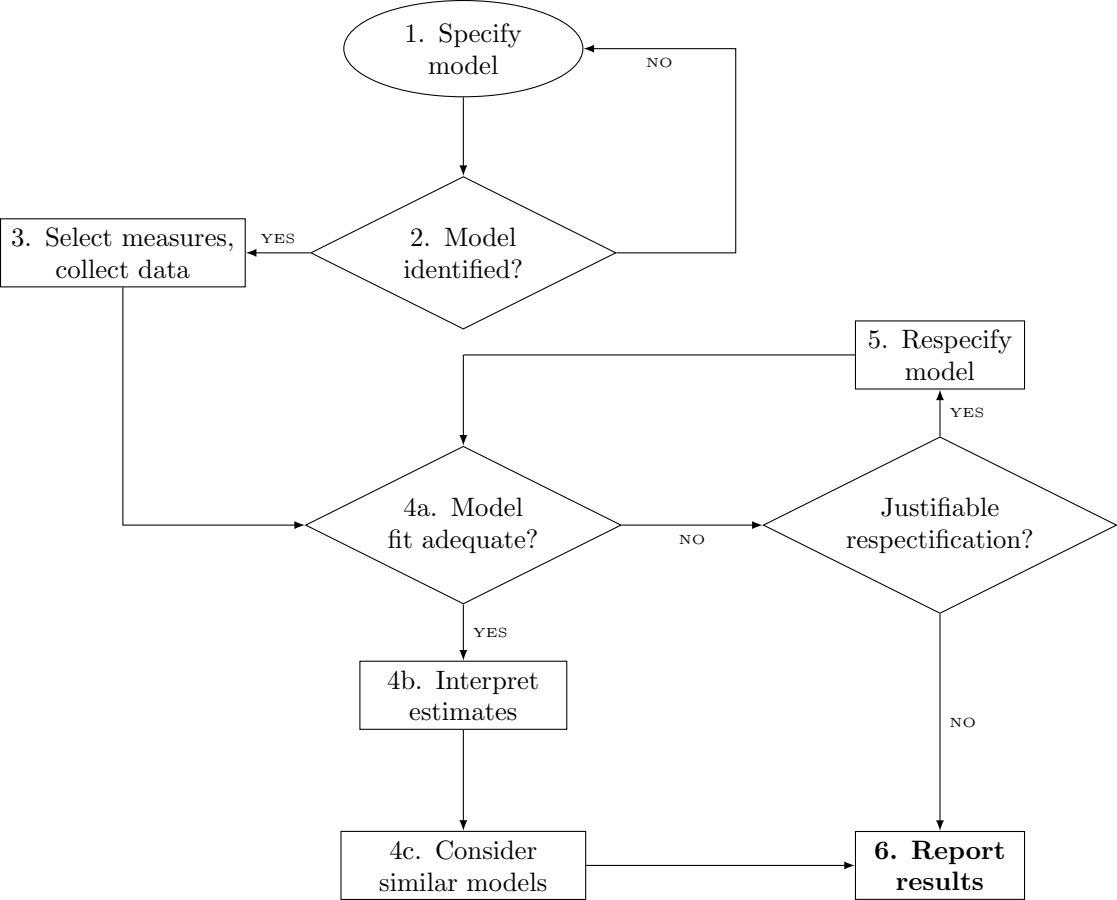 1. Specify
model
NO
YES
3. Select measures,
collect data
2. Model
identified?
5. Respecify
model
YES
4a. Model
fit adequate?
NO
Justifiable
respectification?
YES
4b. Interpret
estimates
NO
4c. Consider
similar models
6. Report
results